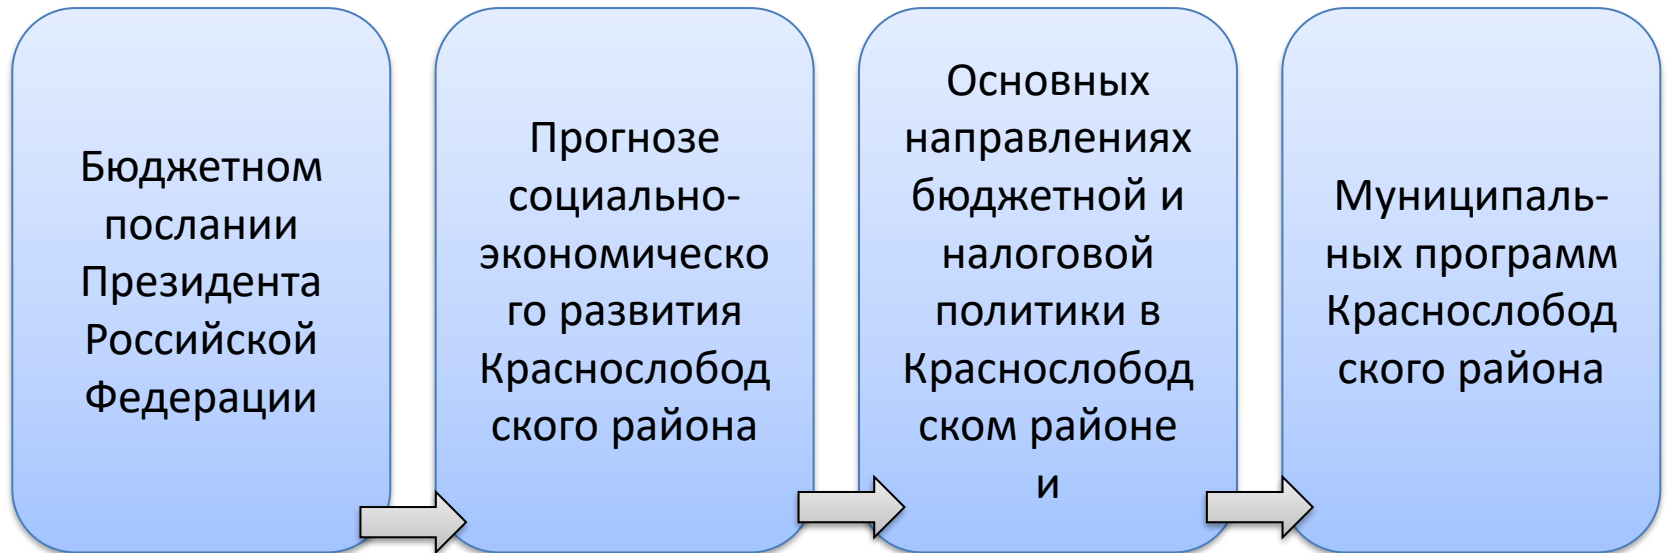 Бюджетном
послании
Президента
Российской
Федерации
Прогнозе
социально-
экономическо
го развития
Краснослобод
ского района
Основных
направлениях
бюджетной и
налоговой
политики в
Краснослобод
ском районе
и
Муниципаль-
ных программ
Краснослобод
ского района